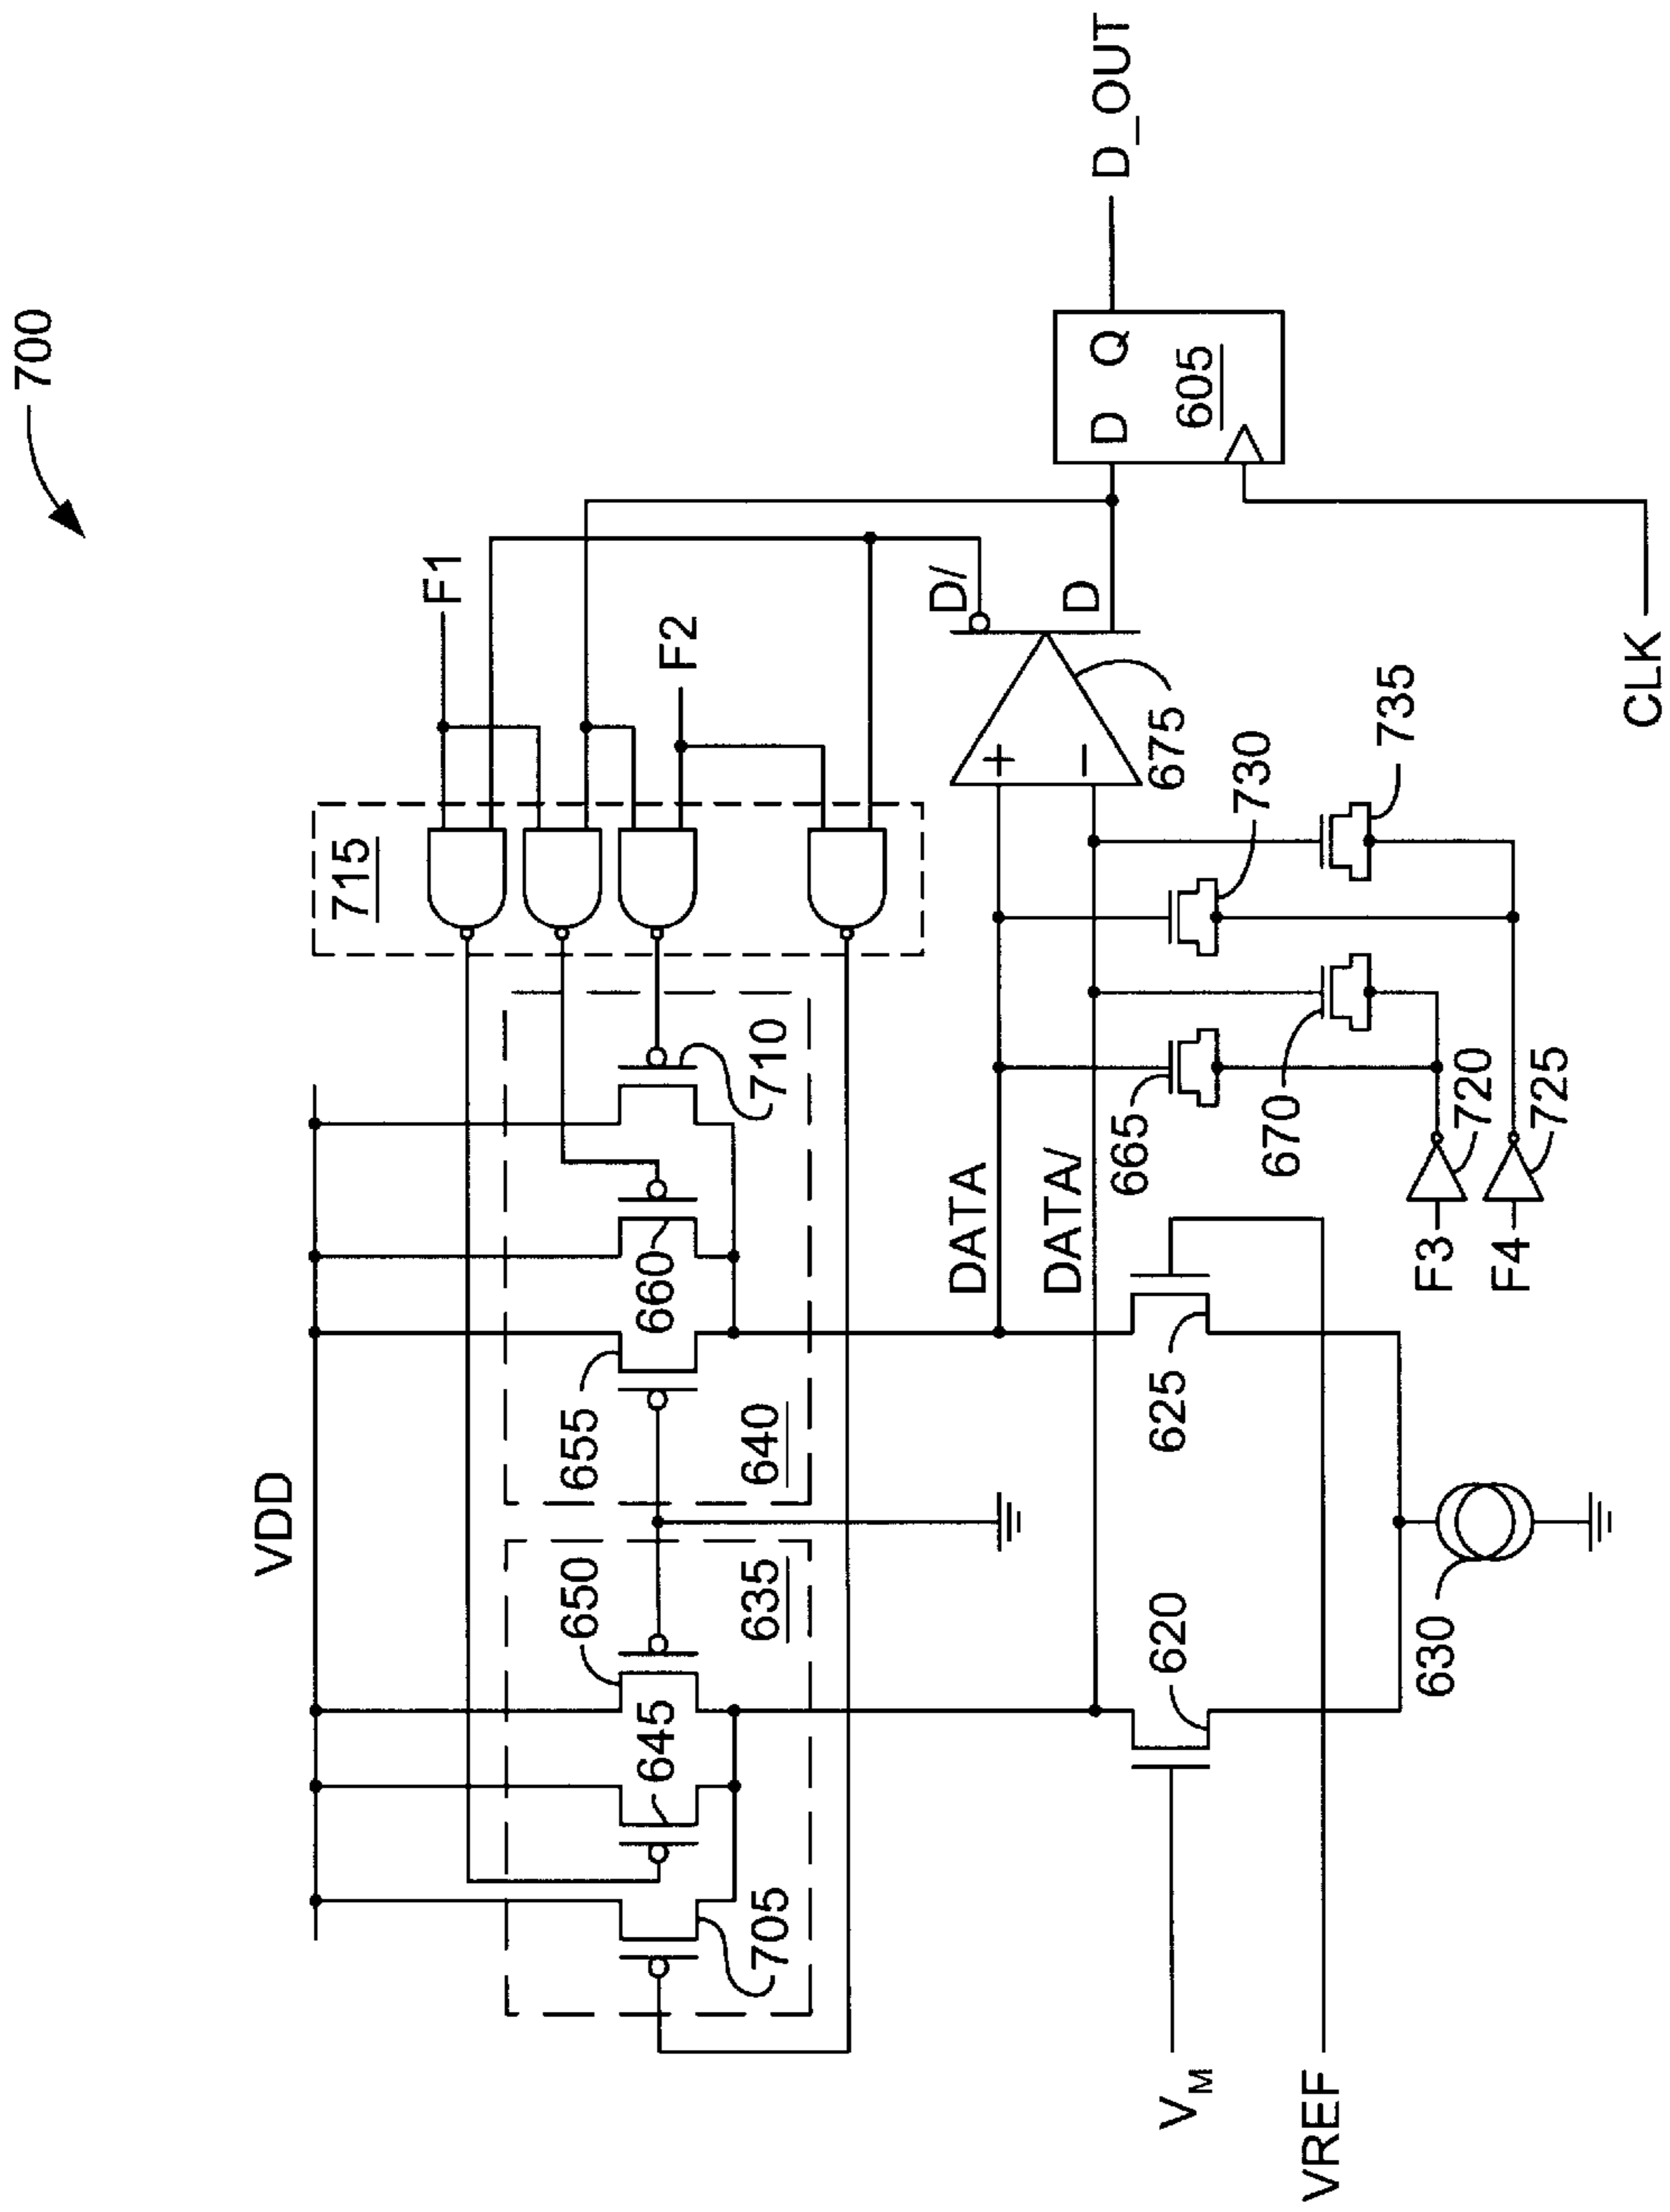 700
VDD
F1
F2
715
650
645
635
705
655
660
640
710
DATA
DATA/
D/
D
+
−
675
D Q
605
D_OUT
CLK
665
670
730
735
720
725
F3
F4
620
625
630
VM
VREF